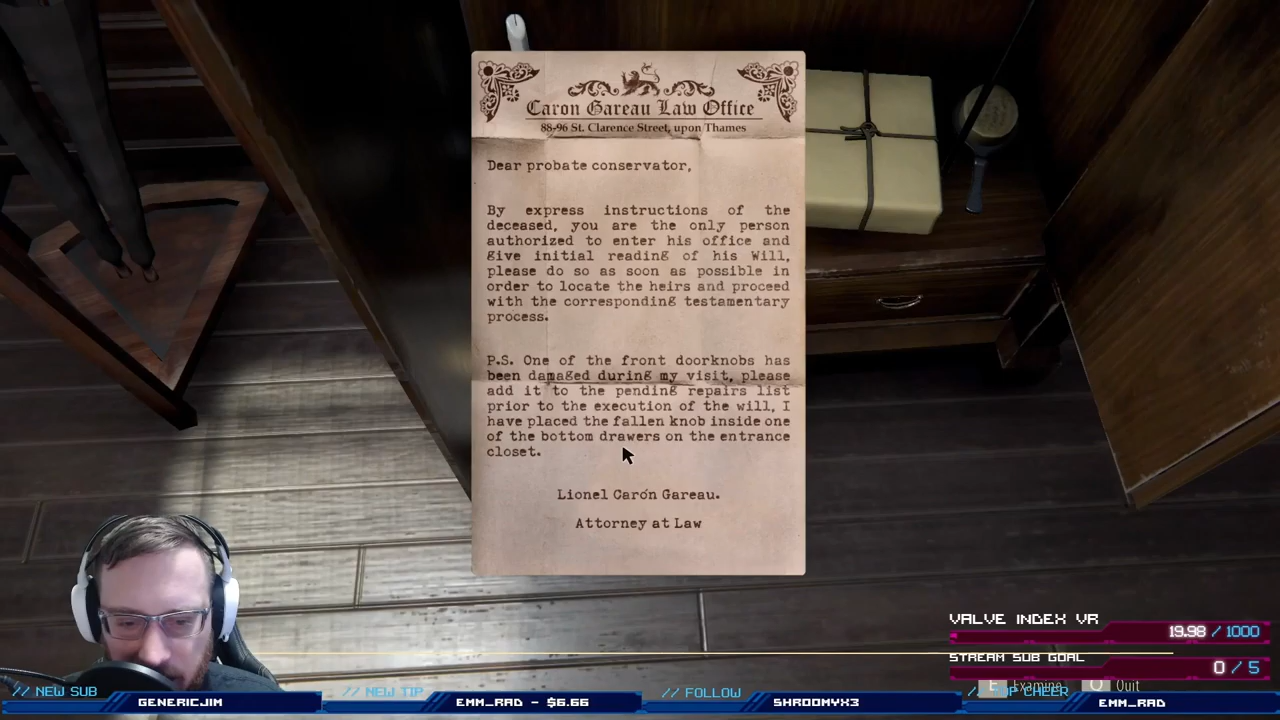 Caron Gareau Law Office
88-96 St. Clarence Street, upon Thames
Dear probate conservator,
By express instructions of the
deceased, you are the only person
authorized to enter his office and
give initial reading of his Will,
please do so as soon as possible in
order to locate the heirs and proceed
with the corresponding testamentary
process.
P.S. One of the front doorknobs has
been damaged during my visit, please
add it to the pending repairs list
prior to the execution of the will, I
have placed the fallen knob inside one
of the bottom drawers on the entrance
closet.
Lionel Carón Gareau.
Attorney at Law
VALVE INDEX VR
19.98 / 1000
STREAM SUB GOAL
0 / 5
E Examine Q Quit
// NEW SUB
GENERICJIM
// NEW TIP
EMM_RAD - $6.66
// FOLLOW
SHROOMYX3
// TOP CHEER
EMM_RAD